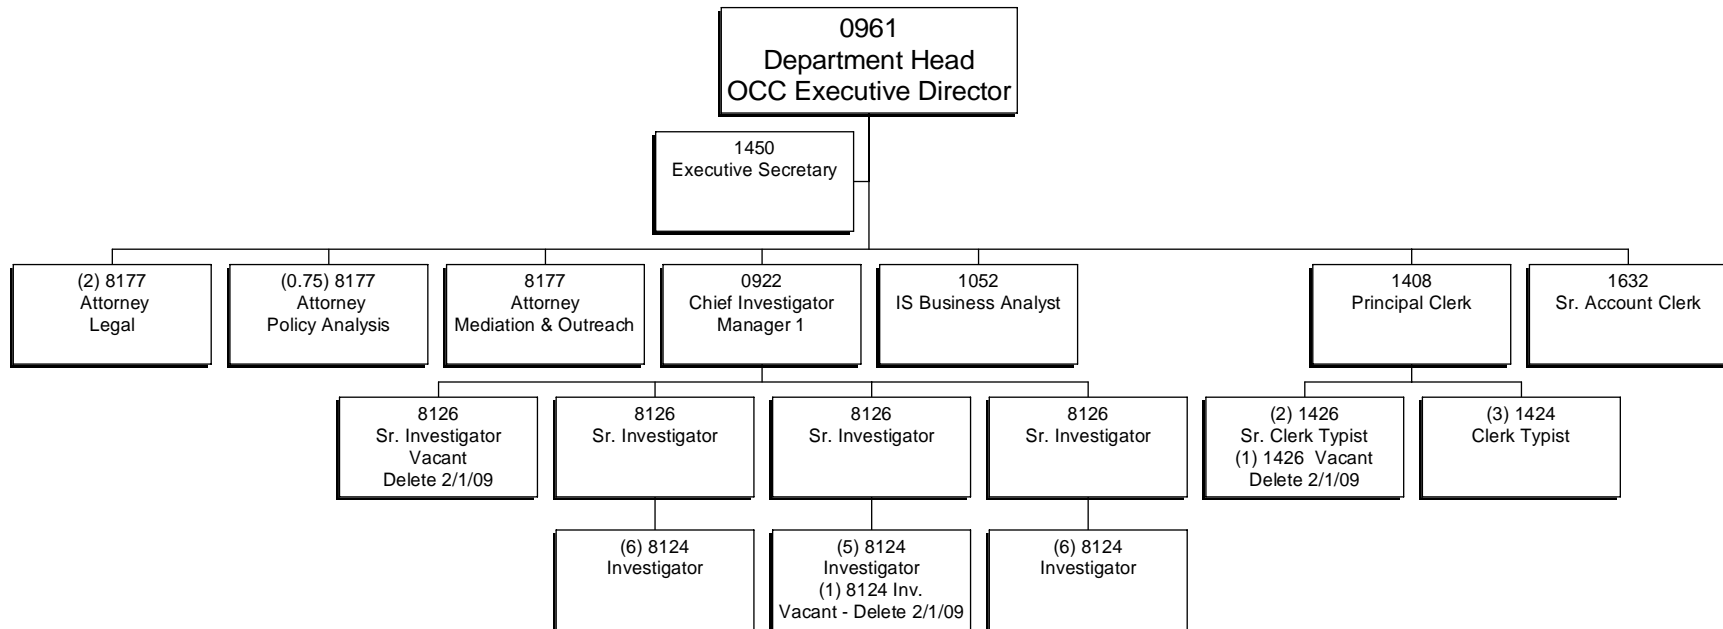 0961
Department Head
OCC Executive Director
1450
Executive Secretary
(2) 8177
Attorney
Legal
(0.75) 8177
Attorney
Policy Analysis
8177
Attorney
Mediation & Outreach
0922
Chief Investigator
Manager 1
1052
IS Business Analyst
1408
Principal Clerk
1632
Sr. Account Clerk
8126
Sr. Investigator
Vacant
Delete 2/1/09
8126
Sr. Investigator
8126
Sr. Investigator
8126
Sr. Investigator
(2) 1426
Sr. Clerk Typist
(1) 1426 Vacant
Delete 2/1/09
(3) 1424
Clerk Typist
(6) 8124
Investigator
(5) 8124
Investigator
(1) 8124 Inv.
Vacant - Delete 2/1/09
(6) 8124
Investigator